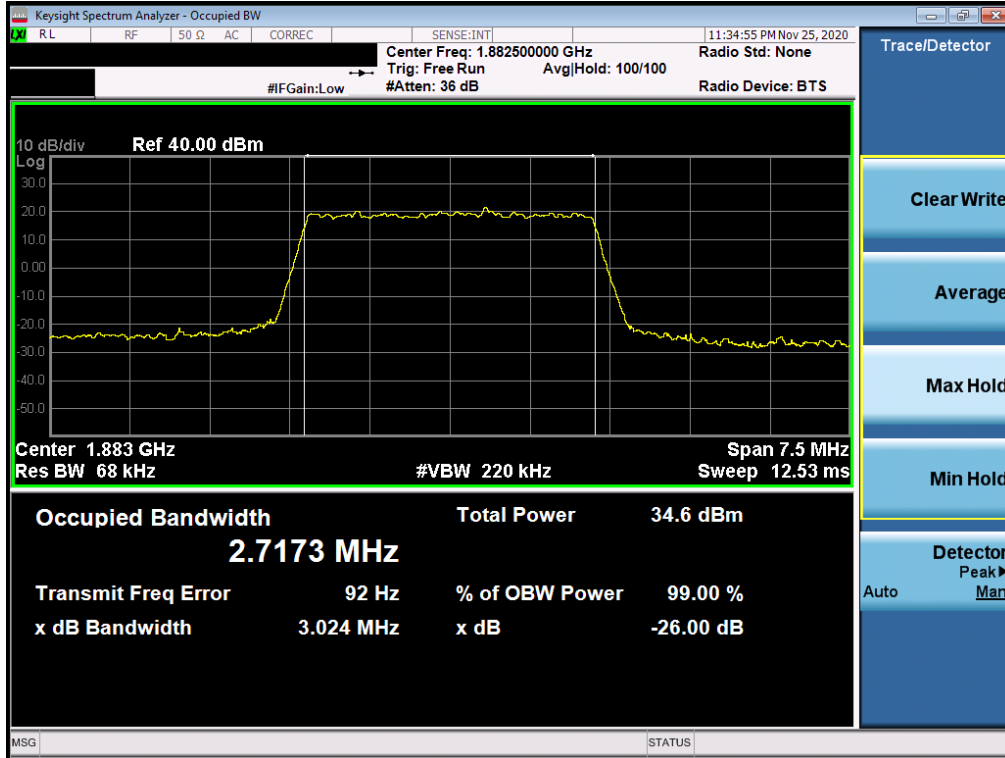 Keysight Spectrum Analyzer - Occupied BW
LXI RL RF 50 Ω AC CORREC SENSE:INT 11:34:55 PM Nov 25, 2020
Center Freq: 1.882500000 GHz Radio Std: None
Trig: Free Run Avg|Hold: 100/100
#IFGain:Low #Atten: 36 dB Radio Device: BTS
10 dB/div Ref 40.00 dBm
Log
30.0
20.0
10.0
0.00
-10.0
-20.0
-30.0
-40.0
-50.0
Center 1.883 GHz Span 7.5 MHz
Res BW 68 kHz #VBW 220 kHz Sweep 12.53 ms
Occupied Bandwidth Total Power 34.6 dBm
2.7173 MHz
Transmit Freq Error 92 Hz % of OBW Power 99.00 %
x dB Bandwidth 3.024 MHz x dB -26.00 dB
MSG STATUS
Trace/Detector
Clear Write
Average
Max Hold
Min Hold
Detector
Peak▶
Auto Man